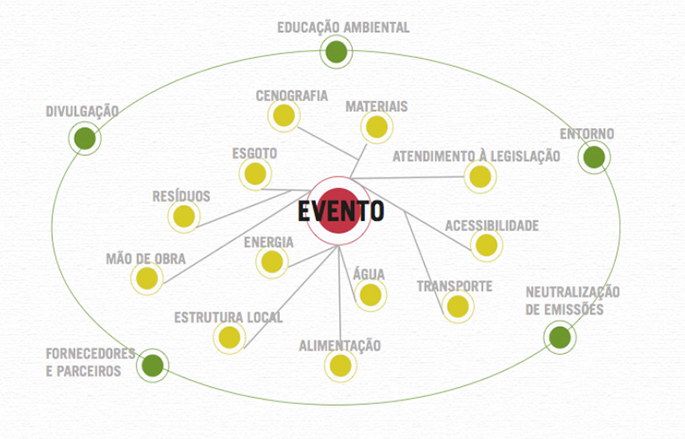 EDUCAÇÃO AMBIENTAL
CENOGRAFIA
MATERIAIS
DIVULGAÇÃO
ENTORNO
ESGOTO
ATENDIMENTO À LEGISLAÇÃO
RESÍDUOS
EVENTO
ACESSIBILIDADE
ENERGIA
MÃO DE OBRA
ÁGUA
TRANSPORTE
NEUTRALIZAÇÃO
DE EMISSÕES
ESTRUTURA LOCAL
ALIMENTAÇÃO
FORNECEDORES
E PARCEIROS